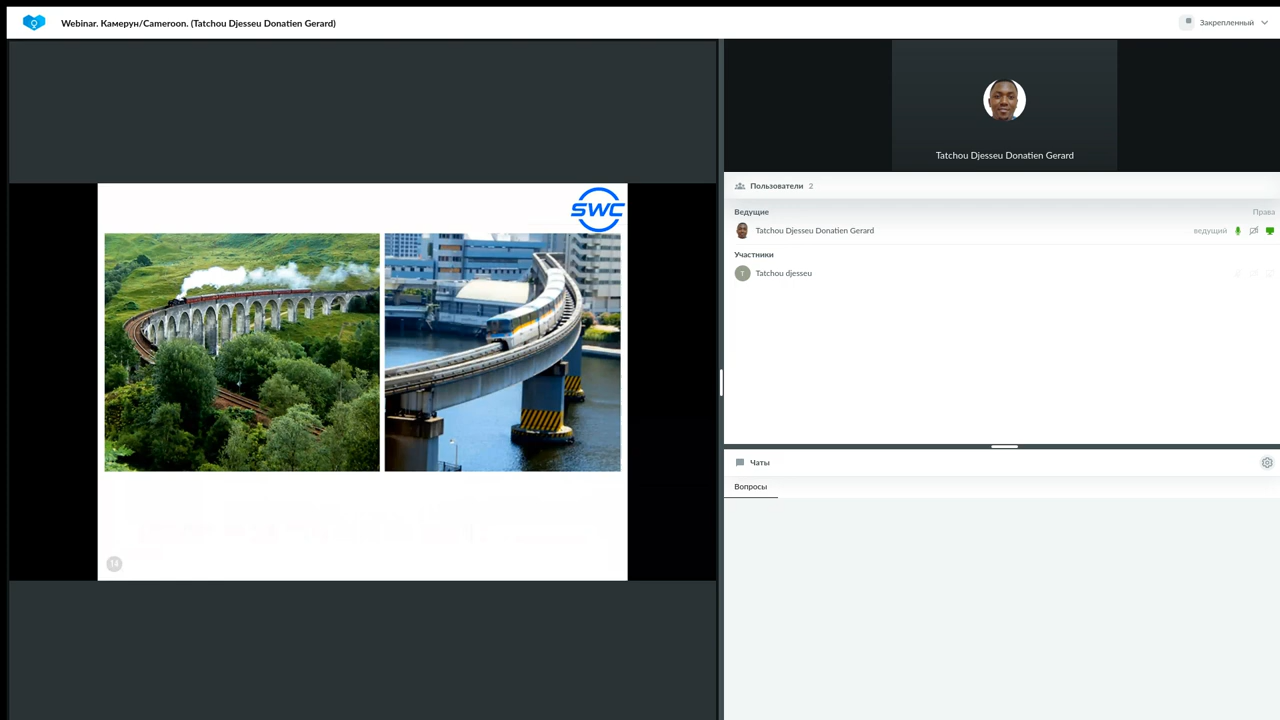 Webinar. Камерун/Cameroon. (Tatchou Djesseu Donatien Gerard)
Закрепленный
SWC
14
Tatchou Djesseu Donatien Gerard
Пользователи 2
Ведущие Права
Tatchou Djesseu Donatien Gerard ведущий
Участники
T Tatchou djesseu
Чаты
Вопросы